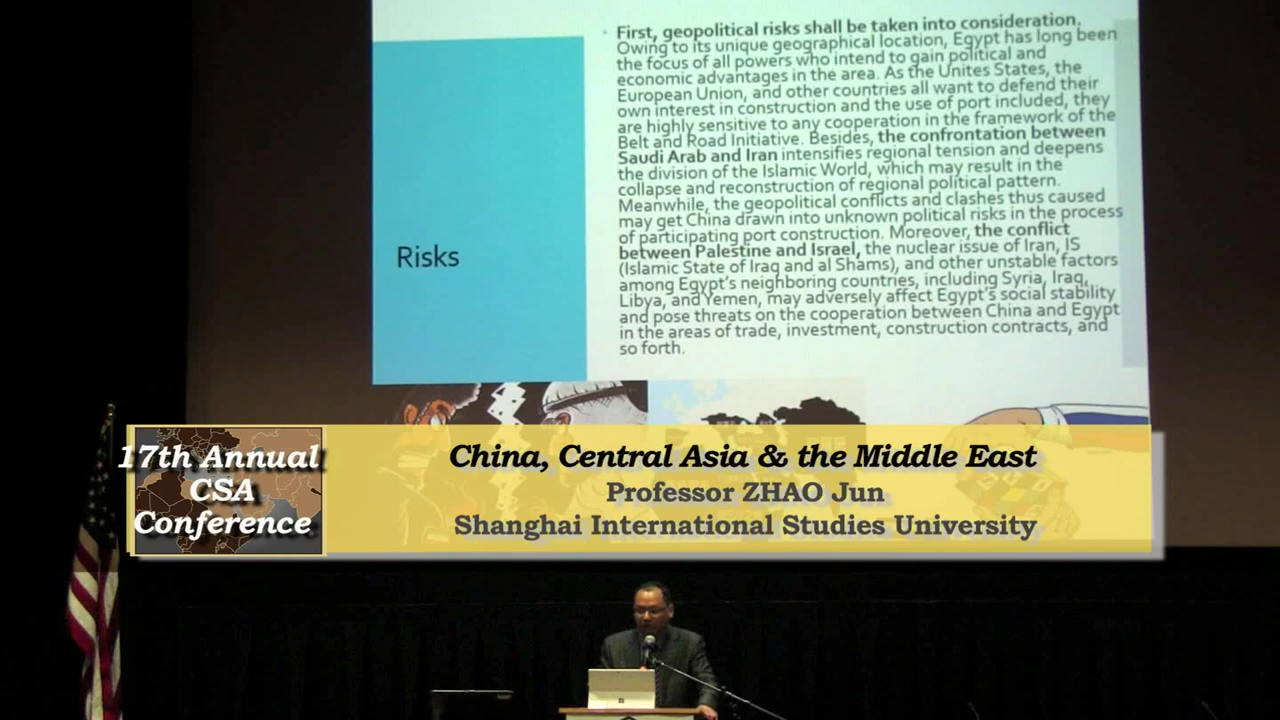 First, geopolitical risks shall be taken into consideration.
Owing to its unique geographical location, Egypt has long been
the focus of all powers who intend to gain political and
economic advantages in the area. As the Unites States, the
European Union, and other countries all want to defend their
own interest in construction and the use of port included, they
are highly sensitive to any cooperation in the framework of the
Belt and Road Initiative. Besides, the confrontation between
Saudi Arab and Iran intensifies regional tension and deepens
the division of the Islamic World, which may result in the
collapse and reconstruction of regional political pattern.
Meanwhile, the geopolitical conflicts and clashes thus caused
may get China drawn into unknown political risks in the process
of participating port construction. Moreover, the conflict
between Palestine and Israel, the nuclear issue of Iran, IS
(Islamic State of Iraq and al Shams), and other unstable factors
among Egypt's neighboring countries, including Syria, Iraq,
Libya, and Yemen, may adversely affect Egypt's social stability
and pose threats on the cooperation between China and Egypt
in the areas of trade, investment, construction contracts, and
so forth.
Risks
17th Annual
CSA
Conference
China, Central Asia & the Middle East
Professor ZHAO Jun
Shanghai International Studies University